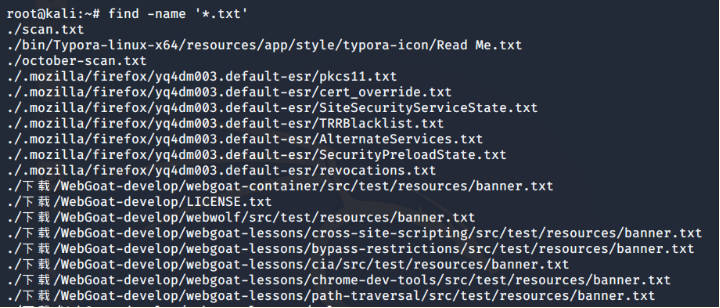 root@kali:~# find -name '*.txt'
./scan.txt
./bin/Typora-linux-x64/resources/app/style/typora-icon/Read Me.txt
./october-scan.txt
./.mozilla/firefox/yq4dm003.default-esr/pkcs11.txt
./.mozilla/firefox/yq4dm003.default-esr/cert_override.txt
./.mozilla/firefox/yq4dm003.default-esr/SiteSecurityServiceState.txt
./.mozilla/firefox/yq4dm003.default-esr/TRRBlacklist.txt
./.mozilla/firefox/yq4dm003.default-esr/AlternateServices.txt
./.mozilla/firefox/yq4dm003.default-esr/SecurityPreloadState.txt
./.mozilla/firefox/yq4dm003.default-esr/revocations.txt
./下载/WebGoat-develop/webgoat-container/src/test/resources/banner.txt
./下载/WebGoat-develop/LICENSE.txt
./下载/WebGoat-develop/webwolf/src/test/resources/banner.txt
./下载/WebGoat-develop/webgoat-lessons/cross-site-scripting/src/test/resources/banner.txt
./下载/WebGoat-develop/webgoat-lessons/bypass-restrictions/src/test/resources/banner.txt
./下载/WebGoat-develop/webgoat-lessons/cia/src/test/resources/banner.txt
./下载/WebGoat-develop/webgoat-lessons/chrome-dev-tools/src/test/resources/banner.txt
./下载/WebGoat-develop/webgoat-lessons/path-traversal/src/test/resources/banner.txt